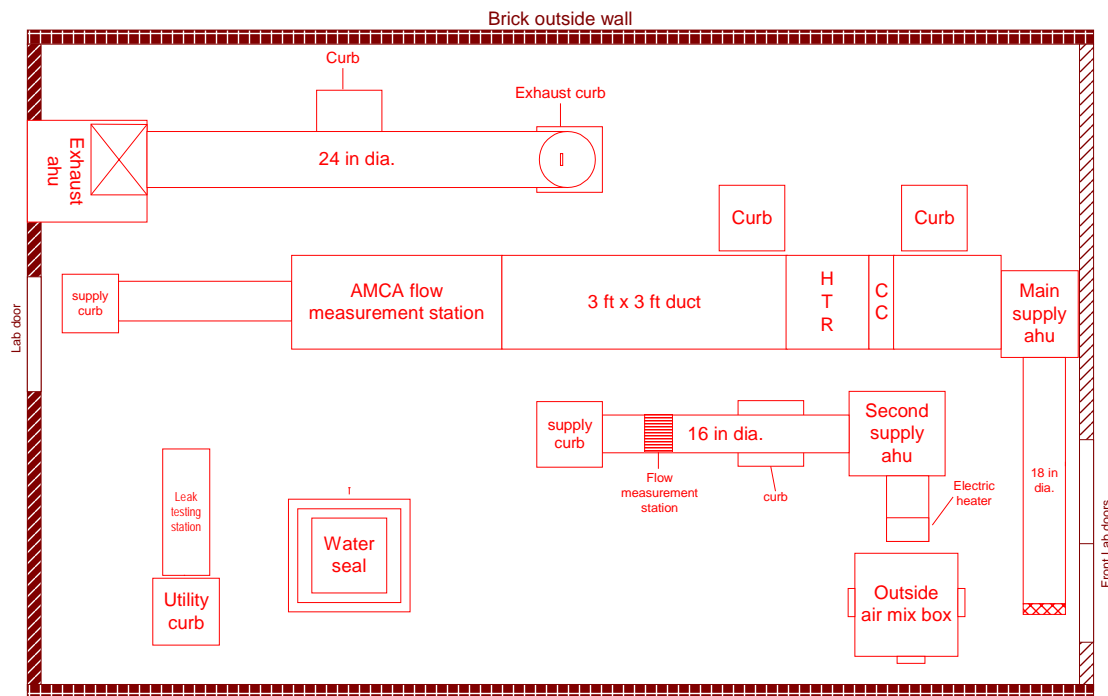 Brick outside wall
Curb
Exhaust curb
Exhaust
ahu
24 in dia.
Curb
Curb
supply
curb
AMCA flow
measurement station
3 ft x 3 ft duct
H
T
R
C
C
Main
supply
ahu
Lab door
supply
curb
16 in dia.
Second
supply
ahu
Flow
measurement
station
curb
Electric
heater
18 in
dia.
Leak
testing
station
Water
seal
Utility
curb
Outside
air mix box
Front Lab doors